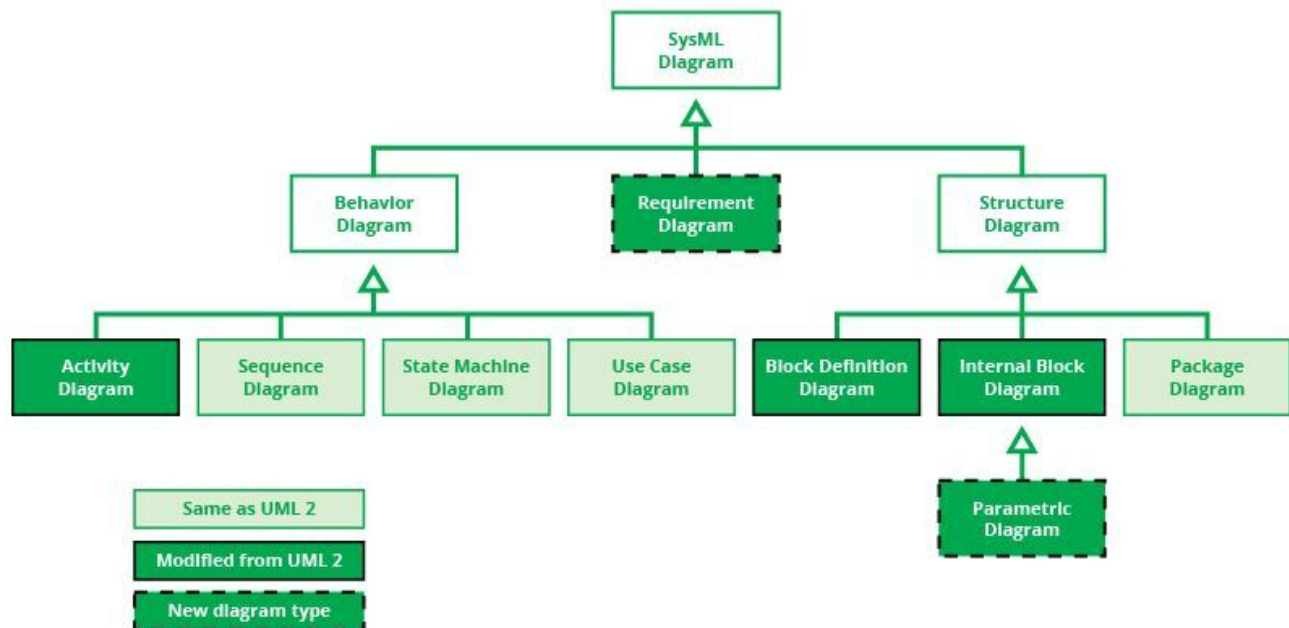 SysML
Diagram
Behavior
Diagram
Requirement
Diagram
Structure
Diagram
Activity
Diagram
Sequence
Diagram
State Machine
Diagram
Use Case
Diagram
Block Definition
Diagram
Internal Block
Diagram
Package
Diagram
Parametric
Diagram
Same as UML 2
Modified from UML 2
New diagram type